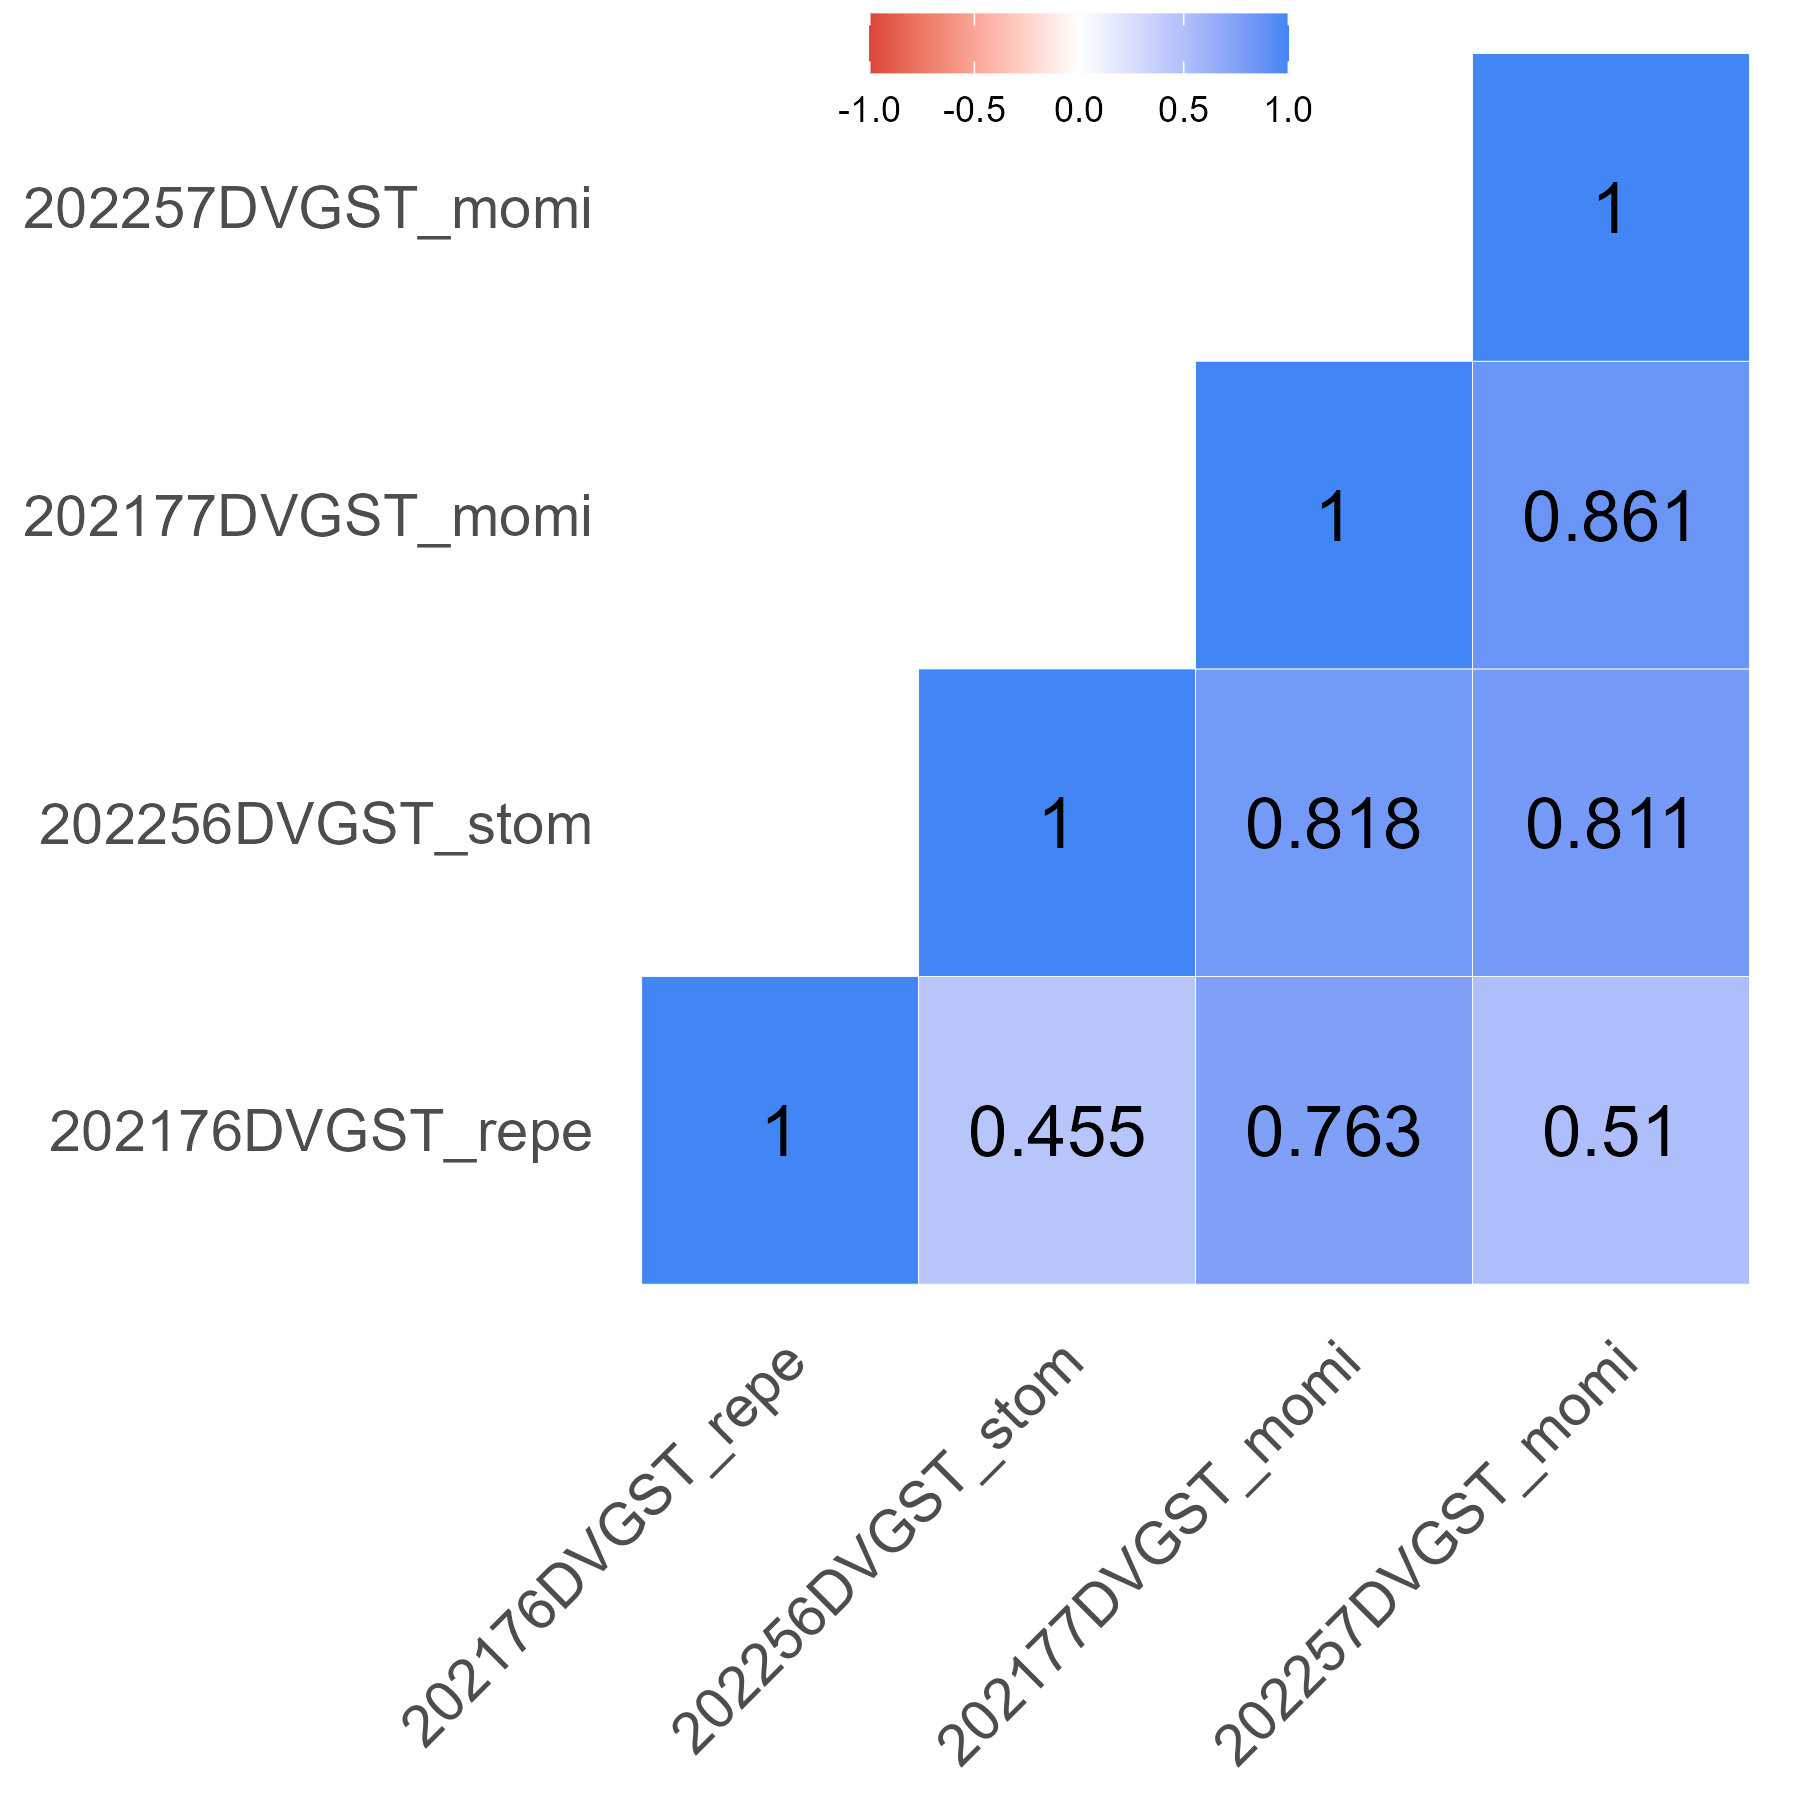 -1.0 -0.5 0.0 0.5 1.0
202257DVGST_momi 1
202177DVGST_momi 1 0.861
202256DVGST_stom 1 0.818 0.811
202176DVGST_repe 1 0.455 0.763 0.51
202176DVGST_repe
202256DVGST_stom
202177DVGST_momi
202257DVGST_momi